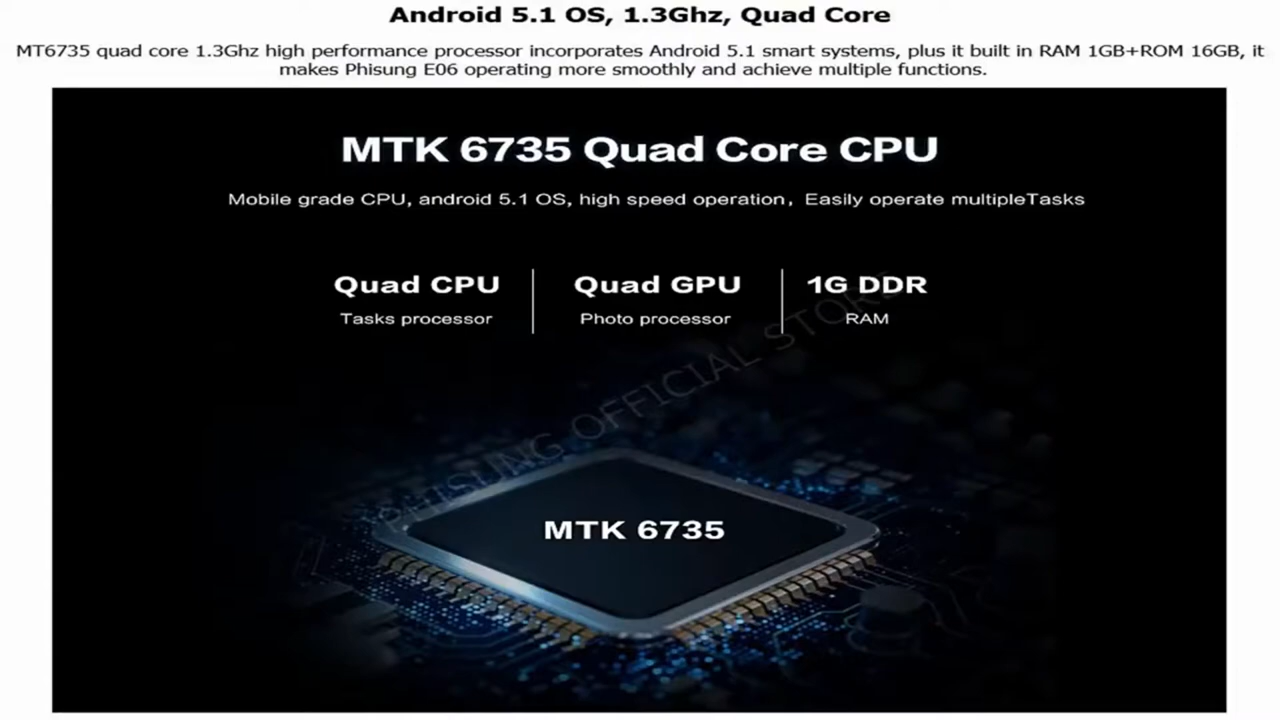 Android 5.1 OS, 1.3Ghz, Quad Core
MT6735 quad core 1.3Ghz high performance processor incorporates Android 5.1 smart systems, plus it built in RAM 1GB+ROM 16GB, it
makes Phisung E06 operating more smoothly and achieve multiple functions.
MTK 6735 Quad Core CPU
Mobile grade CPU, android 5.1 OS, high speed operation, Easily operate multipleTasks
Quad CPU
Tasks processor
Quad GPU
Photo processor
1G DDR
RAM
PHISUNG OFFICIAL STORE
MTK 6735